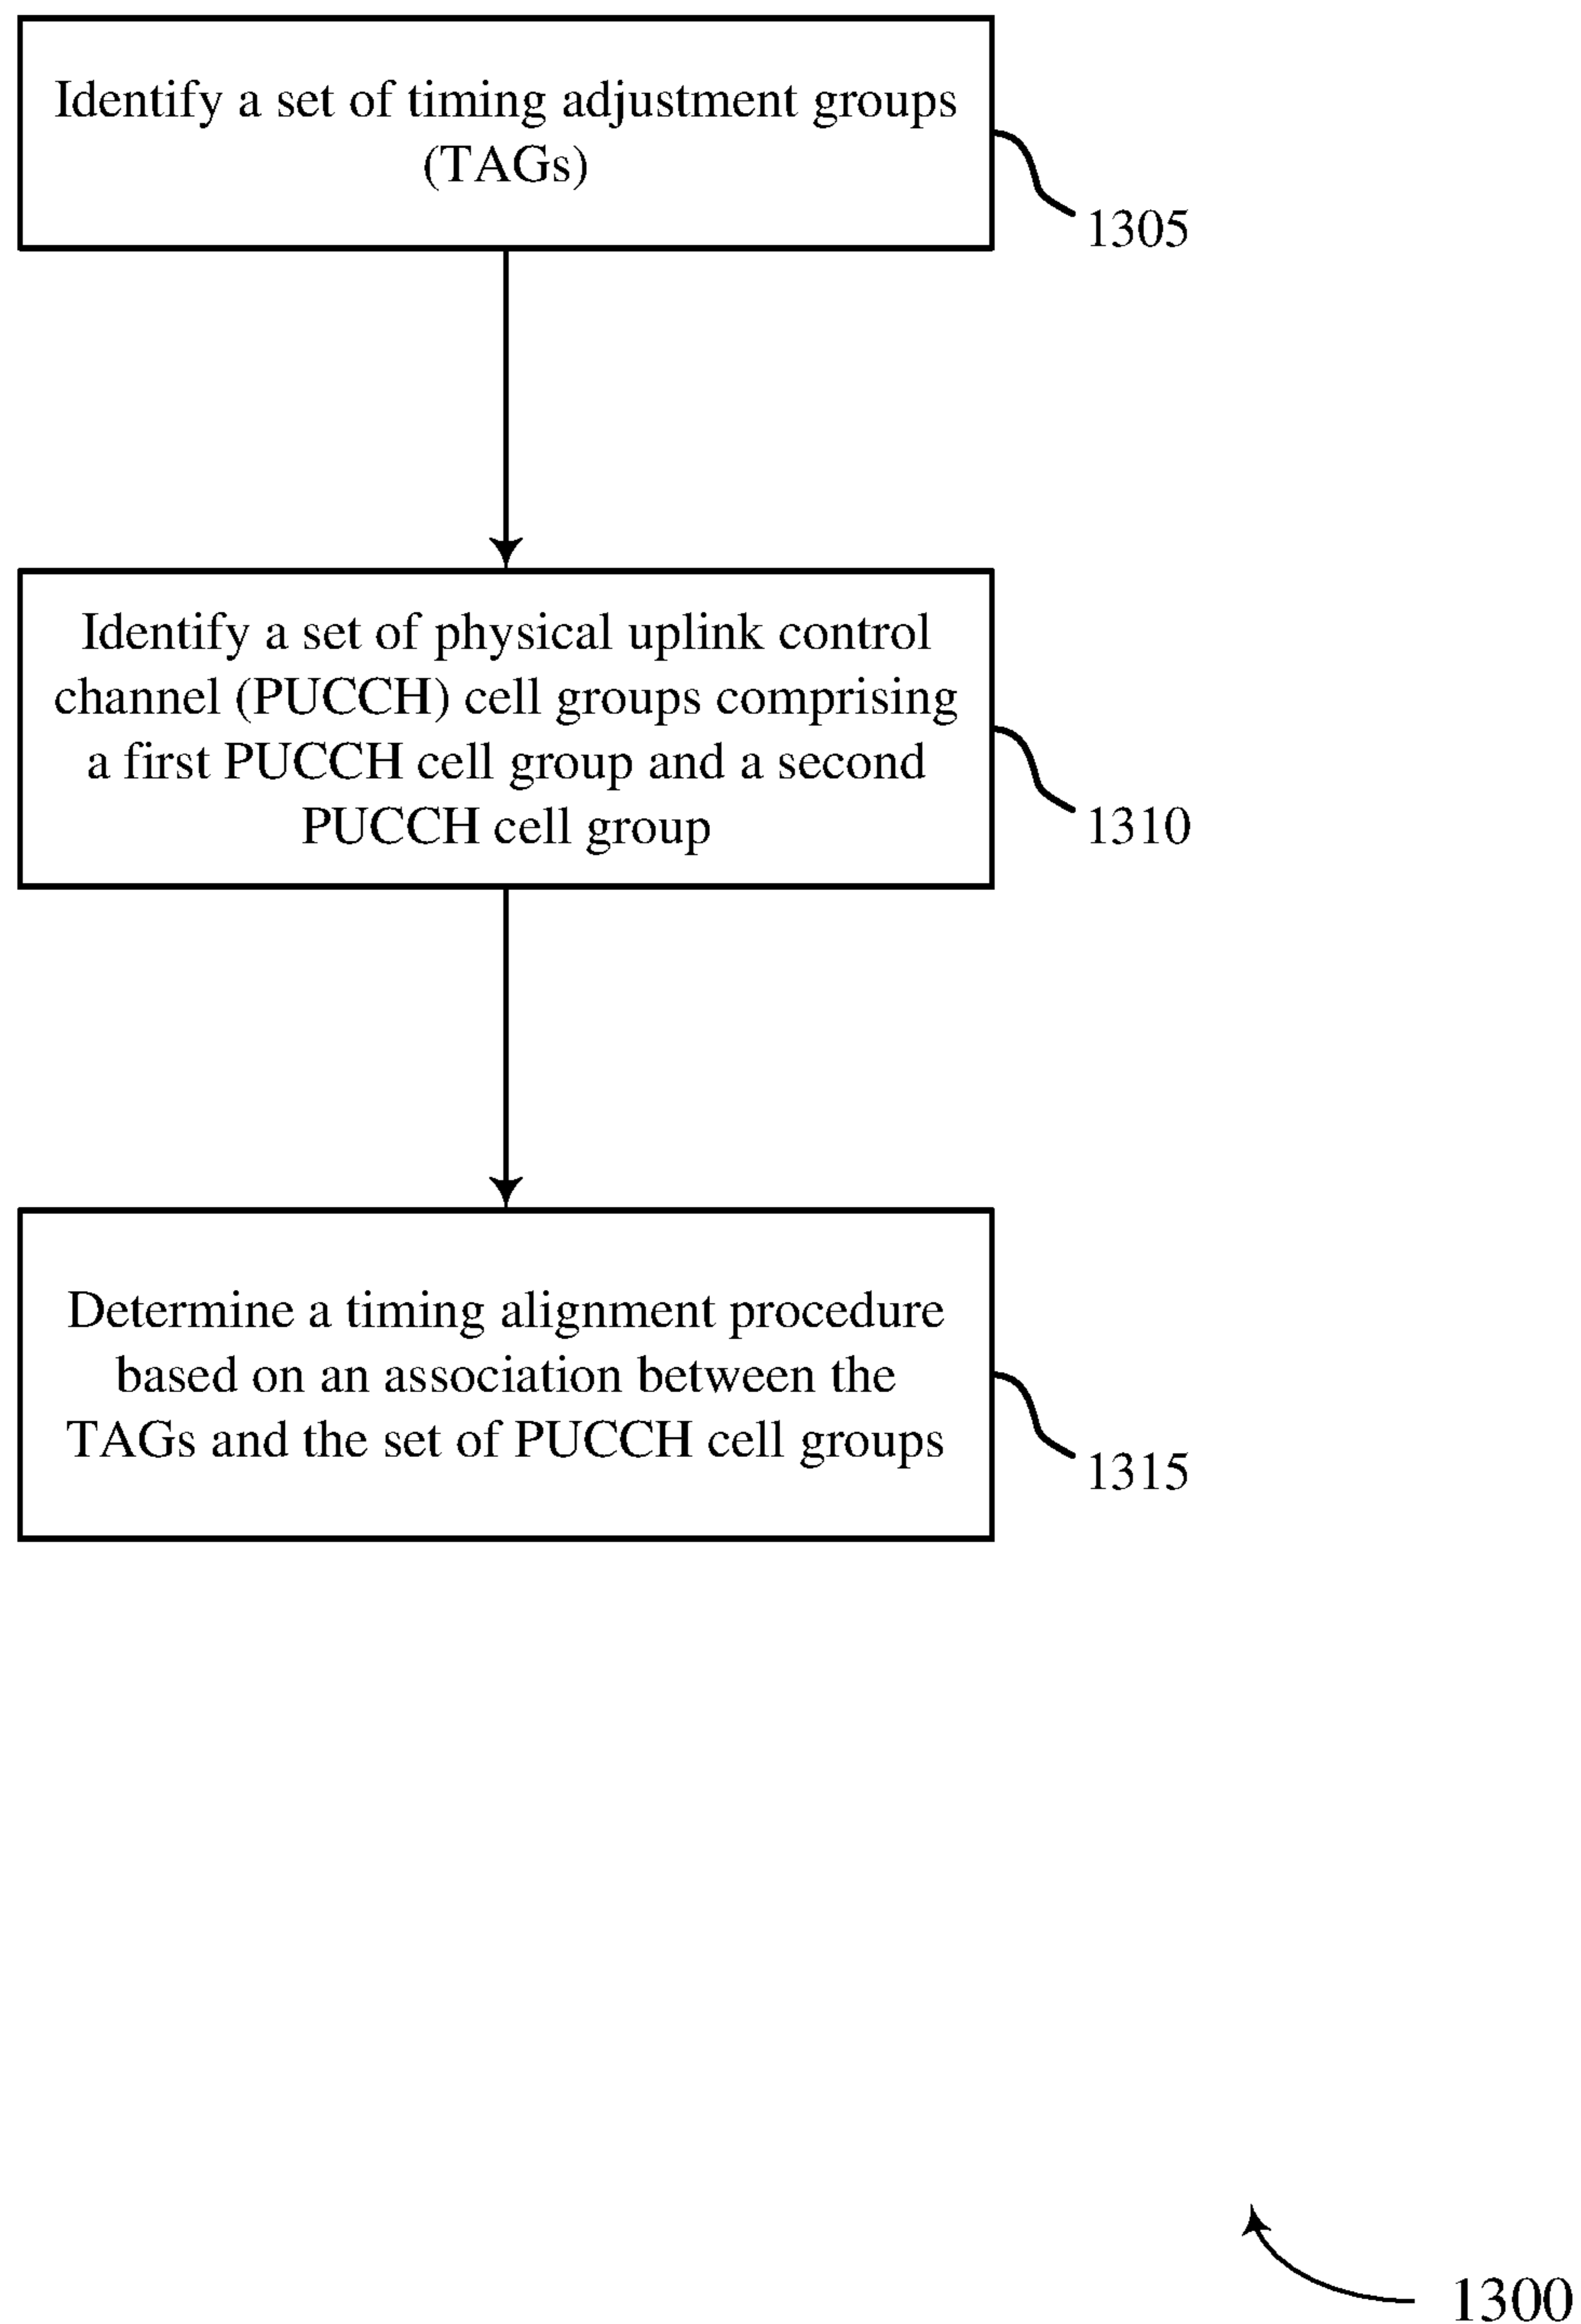 Identify a set of timing adjustment groups
(TAGs)
1305
Identify a set of physical uplink control
channel (PUCCH) cell groups comprising
a first PUCCH cell group and a second
PUCCH cell group
1310
Determine a timing alignment procedure
based on an association between the
TAGs and the set of PUCCH cell groups
1315
1300